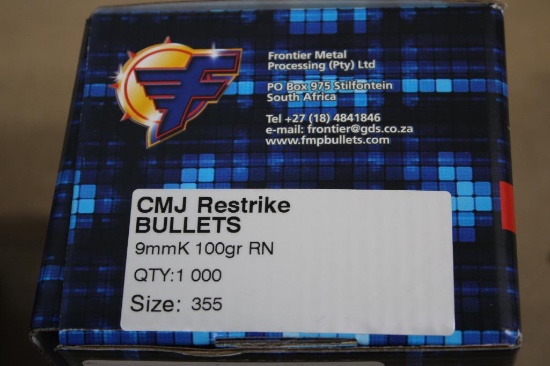 Frontier Metal
Processing (Pty) Ltd
PO Box 975 Stilfontein
South Africa
Tel +27 (18) 4841846
e-mail: frontier@gds.co.za
www.fmpbullets.com
CMJ Restrike
BULLETS
9mmK 100gr RN
QTY:1 000
Size: 355